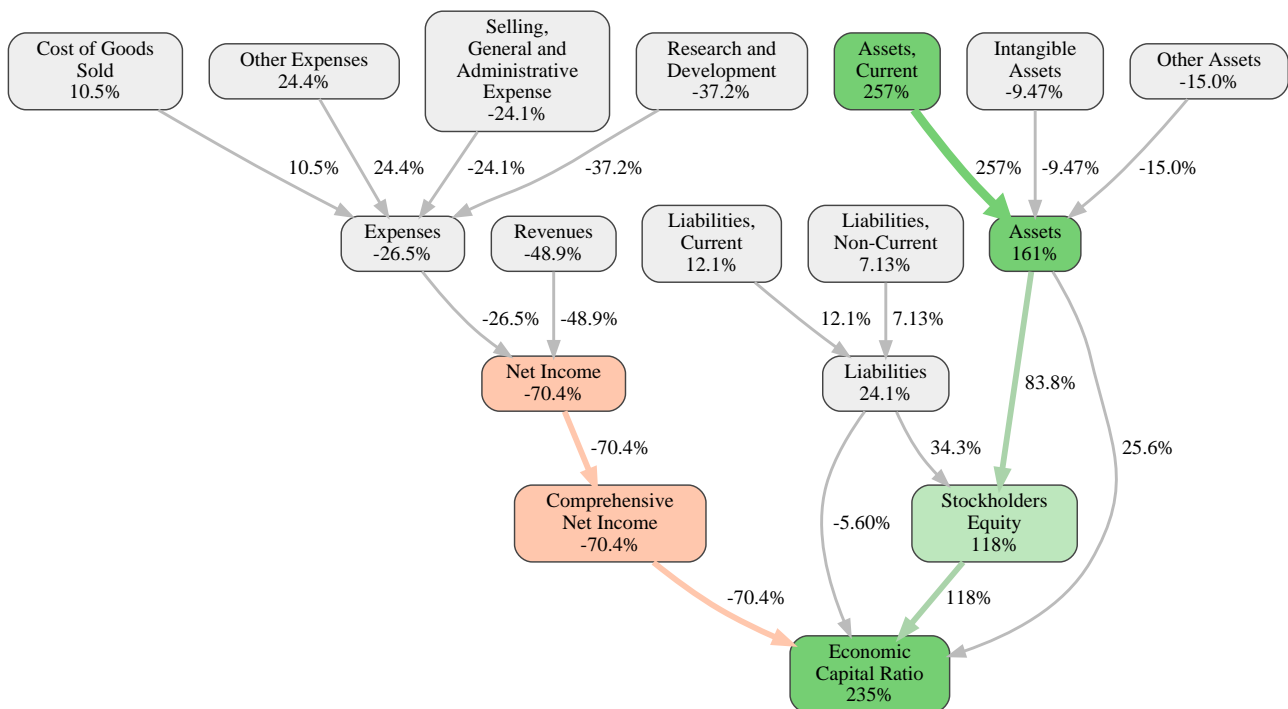 Cost of Goods
Sold
10.5%
Other Expenses
24.4%
Selling,
General and
Administrative
Expense
-24.1%
Research and
Development
-37.2%
Assets,
Current
257%
Intangible
Assets
-9.47%
Other Assets
-15.0%
10.5%
24.4%
-24.1%
-37.2%
257%
-9.47%
-15.0%
Expenses
-26.5%
Revenues
-48.9%
Liabilities,
Current
12.1%
Liabilities,
Non-Current
7.13%
Assets
161%
-26.5%
-48.9%
12.1%
7.13%
Net Income
-70.4%
Liabilities
24.1%
83.8%
-70.4%
34.3%
25.6%
Comprehensive
Net Income
-70.4%
-5.60%
Stockholders
Equity
118%
-70.4%
118%
Economic
Capital Ratio
235%